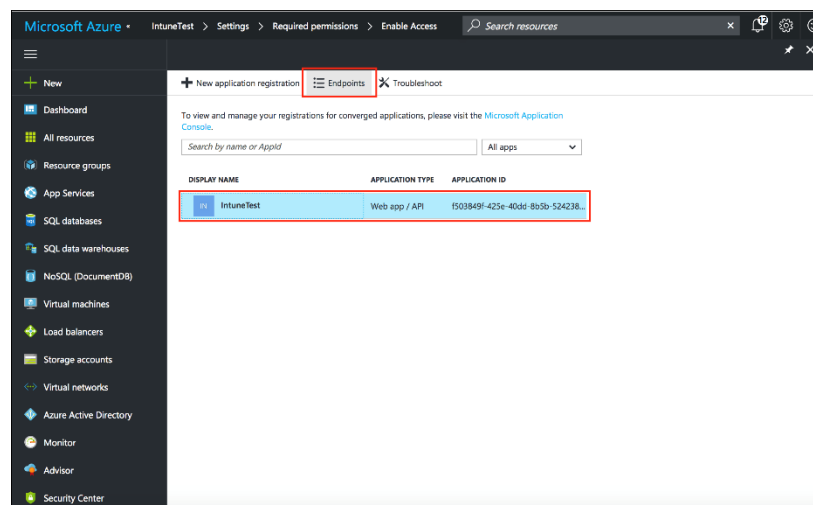 Microsoft Azure IntuneTest > Settings > Required permissions > Enable Access Search resources 12
New
Dashboard
All resources
Resource groups
App Services
SQL databases
SQL data warehouses
NoSQL (DocumentDB)
Virtual machines
Load balancers
Storage accounts
Virtual networks
Azure Active Directory
Monitor
Advisor
Security Center
New application registration Endpoints Troubleshoot
To view and manage your registrations for converged applications, please visit the Microsoft Application
Console.
Search by name or AppId All apps
DISPLAY NAME APPLICATION TYPE APPLICATION ID
IN IntuneTest Web app / API f503849f-425e-40dd-8b5b-524238...